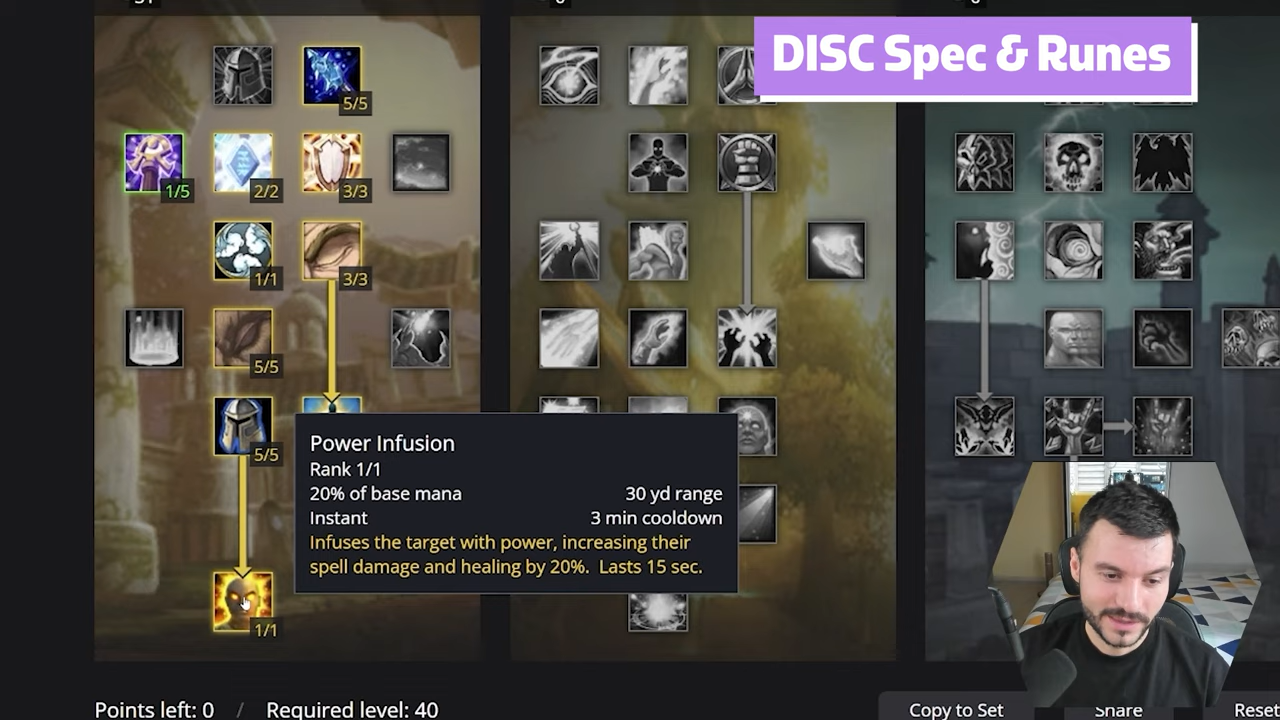 DISC Spec & Runes
5/5
1/5
2/2
3/3
1/1
3/3
5/5
5/5
Power Infusion
Rank 1/1
20% of base mana 30 yd range
Instant 3 min cooldown
Infuses the target with power, increasing their
spell damage and healing by 20%. Lasts 15 sec.
1/1
Points left: 0 / Required level: 40
Copy to Set Share Reset